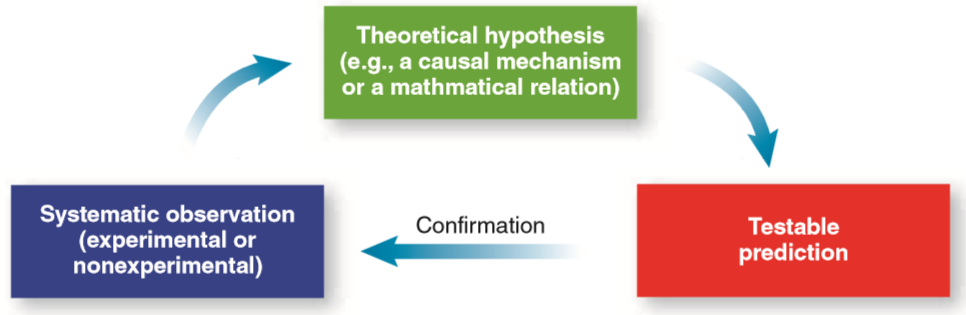 Theoretical hypothesis
(e.g., a causal mechanism
or a mathmatical relation)
Systematic observation
(experimental or
nonexperimental)
Confirmation
Testable
prediction